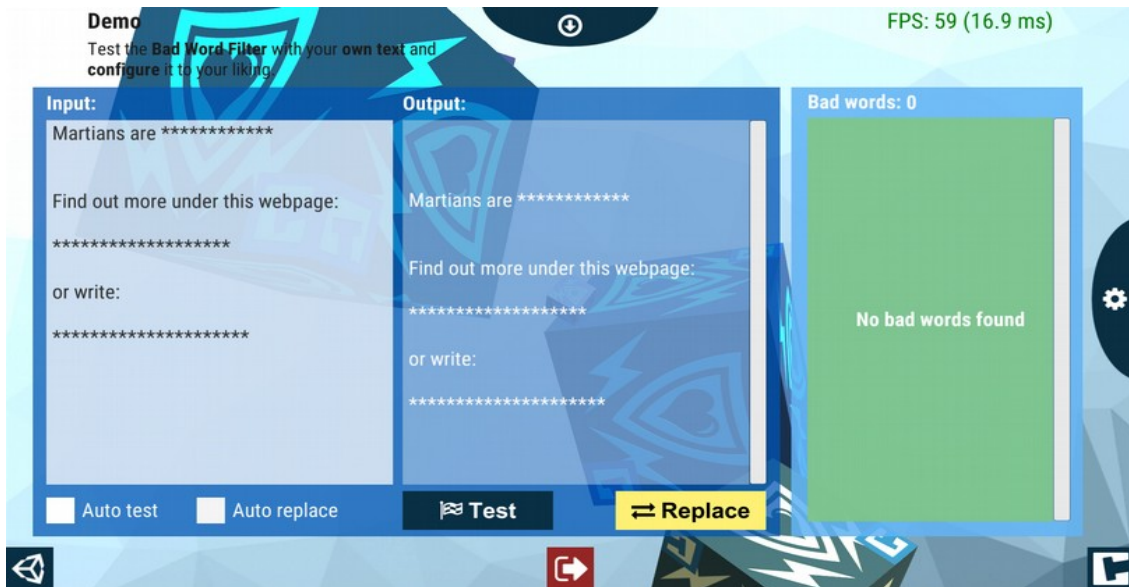 Demo
Test the Bad Word Filter with your own text and
configure it to your liking.
FPS: 59 (16.9 ms)
Input:
Martians are ************
Find out more under this webpage:
*******************
or write:
*********************
Auto test
Auto replace
Output:
Martians are ************
Find out more under this webpage:
*******************
or write:
*********************
Test
Replace
Bad words: 0
No bad words found